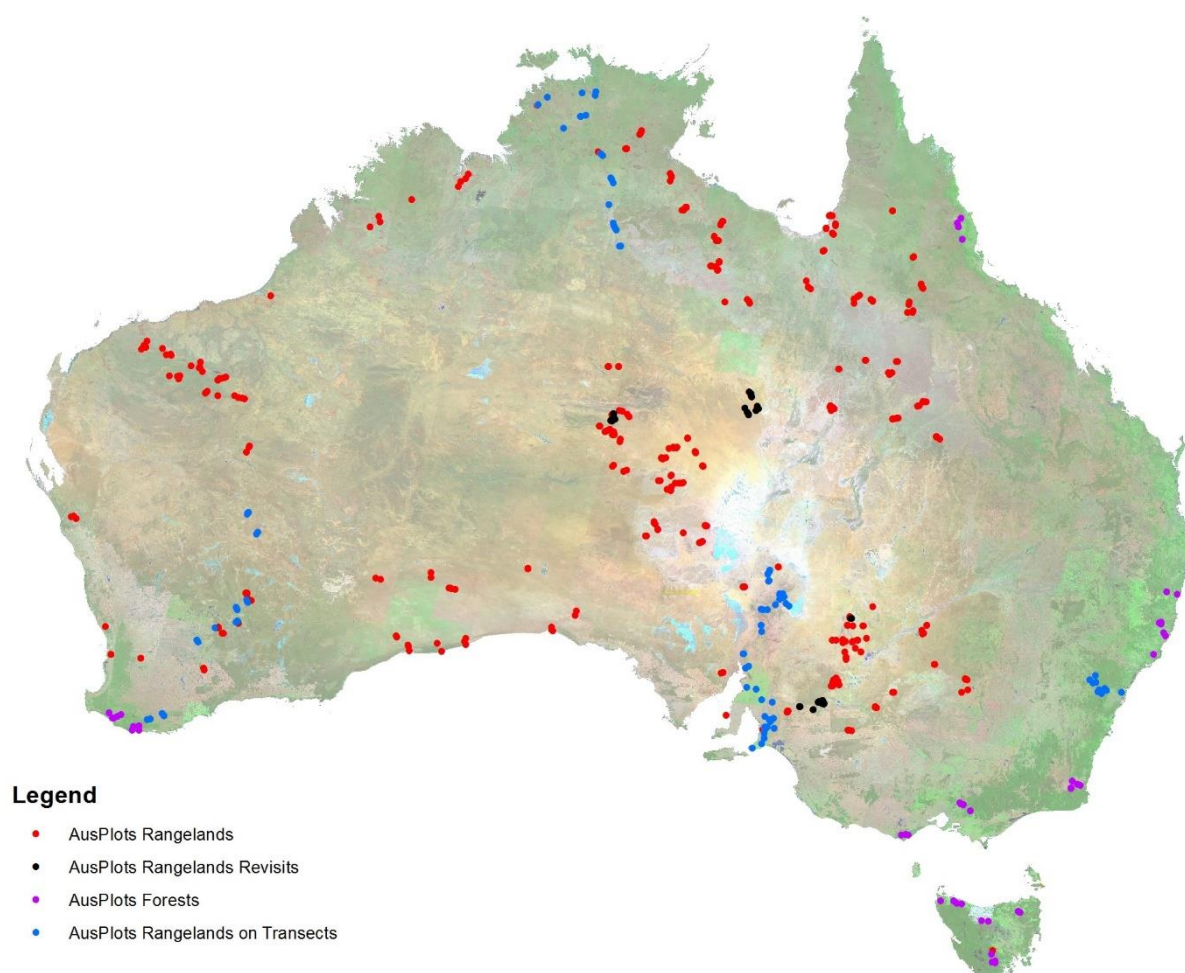 Legend
AusPlots Rangelands
AusPlots Rangelands Revisits
AusPlots Forests
AusPlots Rangelands on Transects